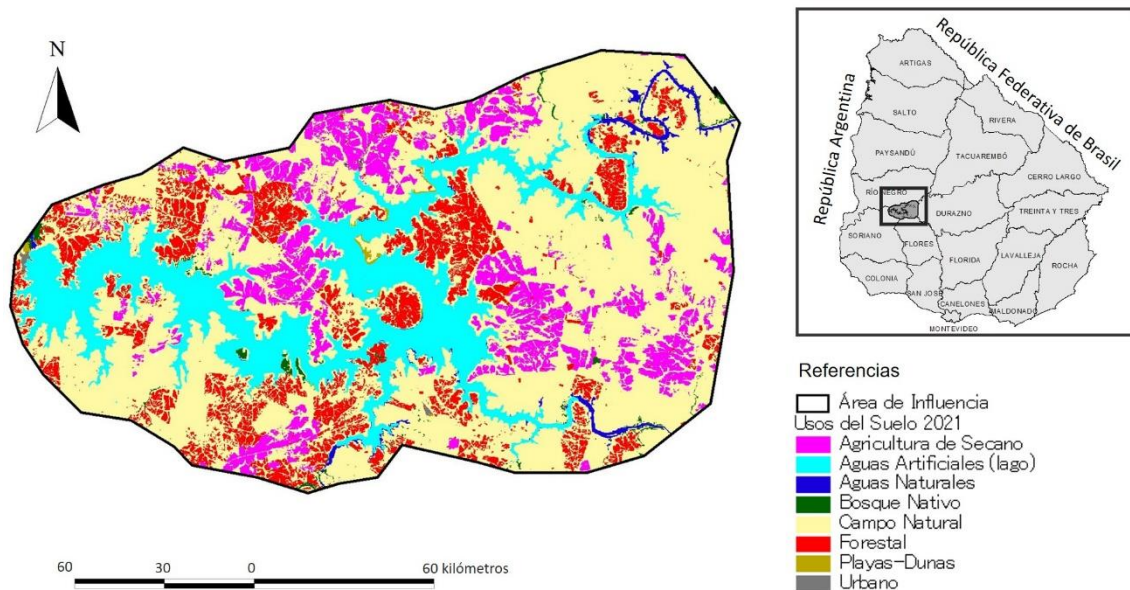 N
60
30
0
60 kilómetros
República Argentina
República Federativa de Brasil
ARTIGAS
SALTO
RIVERA
PAYSANDÚ
TACUAREMBÓ
CERRO LARGO
RÍO NEGRO
DURAZNO
TREINTA Y TRES
SORIANO
FLORES
FLORIDA
LAVALLEJA
ROCHA
COLONIA
SAN JOSÉ
CANELONES
MALDONADO
MONTEVIDEO
Referencias
Área de Influencia
Usos del Suelo 2021
Agricultura de Secano
Aguas Artificiales (lago)
Aguas Naturales
Bosque Nativo
Campo Natural
Forestal
Playas-Dunas
Urbano